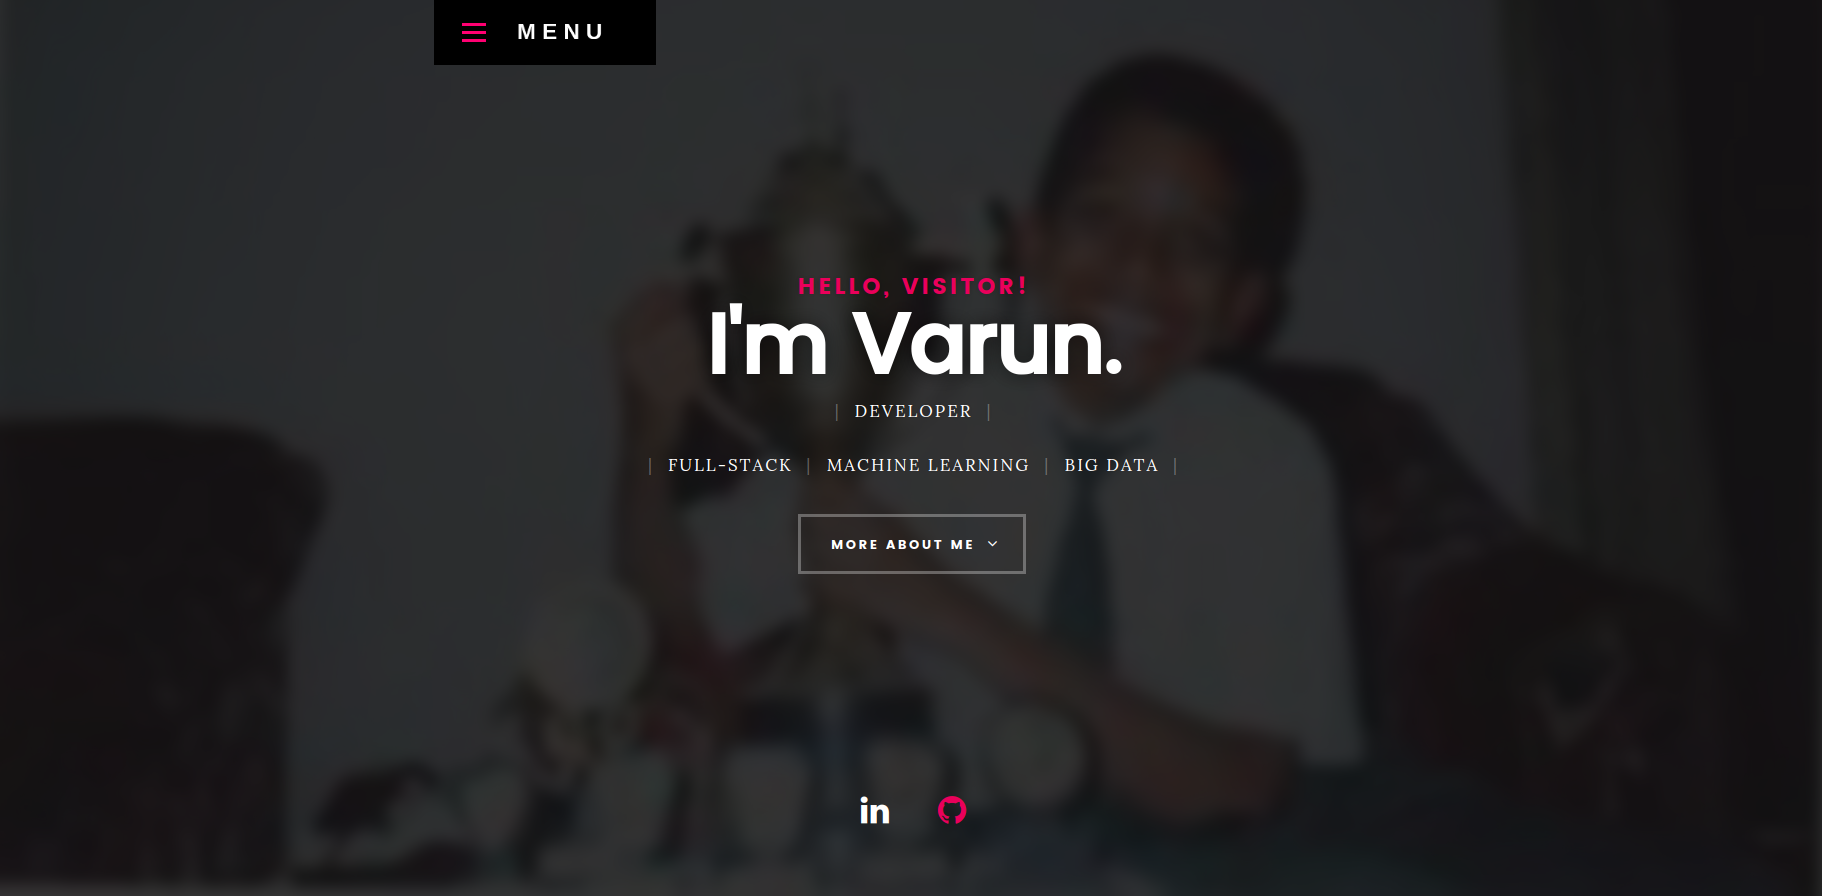 MENU
HELLO, VISITOR!
I'm Varun.
| DEVELOPER |
| FULL-STACK | MACHINE LEARNING | BIG DATA |
MORE ABOUT ME
in